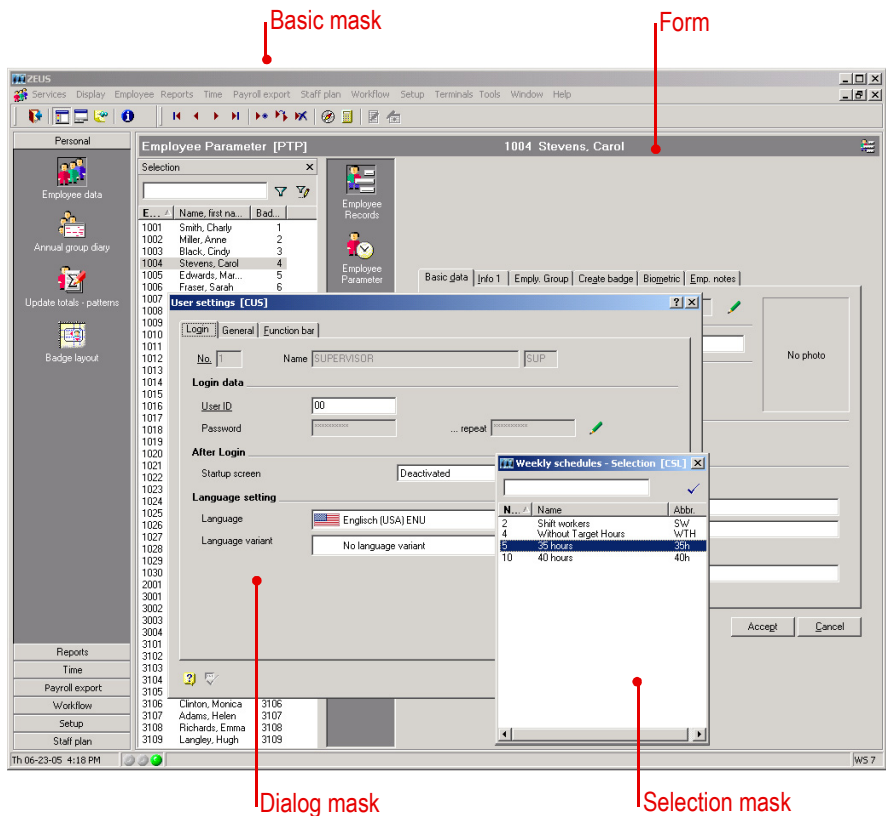 Basic mask
Form
ZEUS
Services Display Employee Reports Time Payroll export Staff plan Workflow Setup Terminals Tools Window Help
Personal
Employee data
Annual group diary
Update totals - patterns
Badge layout
Reports
Time
Payroll export
Workflow
Setup
Staff plan
Employee Parameter [PTP]
1004 Stevens, Carol
Selection
E... Name, first na... Bad...
1001 Smith, Charly 1
1002 Miller, Anne 2
1003 Black, Cindy 3
1004 Stevens, Carol 4
1005 Edwards, Mar... 5
1006 Fraser, Sarah 6
1007
1008
1009
1010
1011
1012
1013
1014
1015
1016
1017
1018
1019
1020
1021
1022
1023
1024
1025
1026
1027
1028
1029
1030
2001
3001
3002
3003
3004
3101
3102
3103
3104
3105
3106 Clinton, Monica 3106
3107 Adams, Helen 3107
3108 Richards, Emma 3108
3109 Langley, Hugh 3109
Employee Records
Employee Parameter
Basic data Info 1 Emply. Group Create badge Biometric Emp. notes
No photo
Accept Cancel
User settings [CUS]
Login General Function bar
No. 1 Name SUPERVISOR SUP
Login data
User ID 00
Password ×××××××××× ... repeat ××××××××××
After Login
Startup screen Deactivated
Language setting
Language Englisch (USA) ENU
Language variant No language variant
Weekly schedules - Selection [CSL]
N... Name Abbr.
2 Shift workers SW
4 Without Target Hours WTH
5 35 hours 35h
10 40 hours 40h
Th 06-23-05 4:18 PM
WS 7
Dialog mask
Selection mask